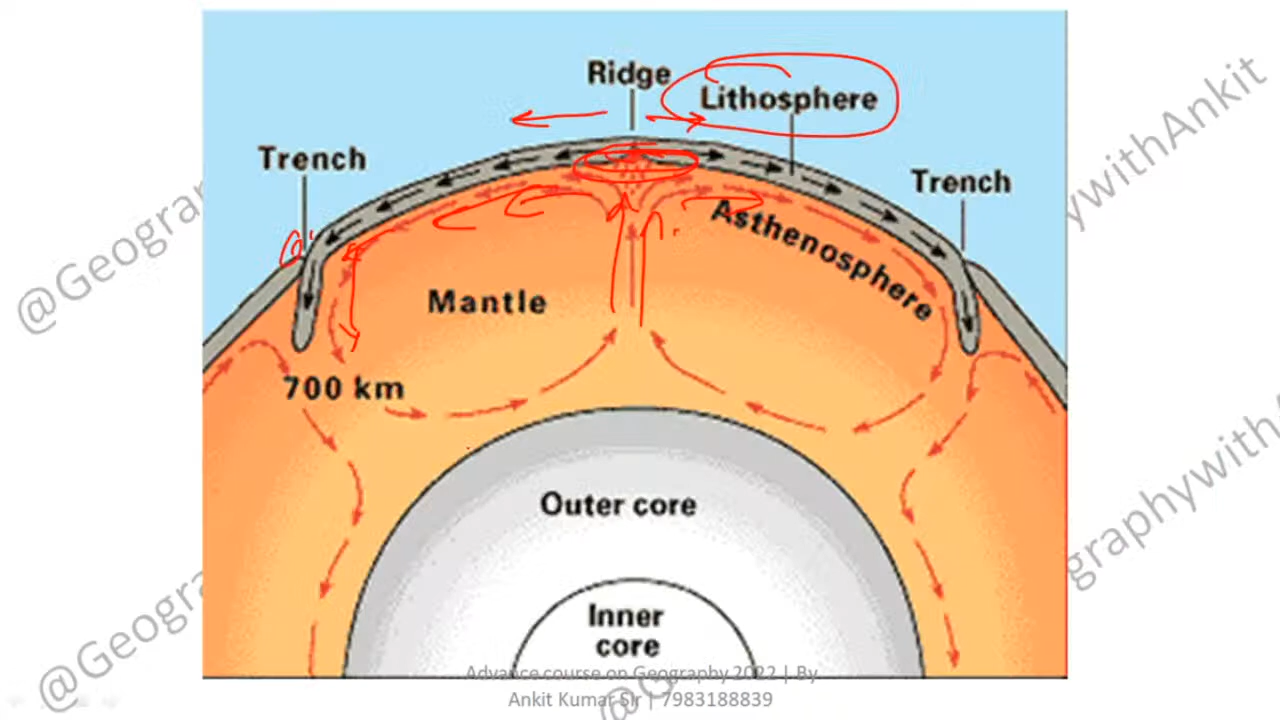 Ridge
Lithosphere
Trench
Trench
Asthenosphere
Mantle
700 km
Outer core
Inner
core
Advance course on Geography 2022 | By
Ankit Kumar Sir | 7983188839
@Geogra
ywithAnkit
@Geogra
graphywithA
@G